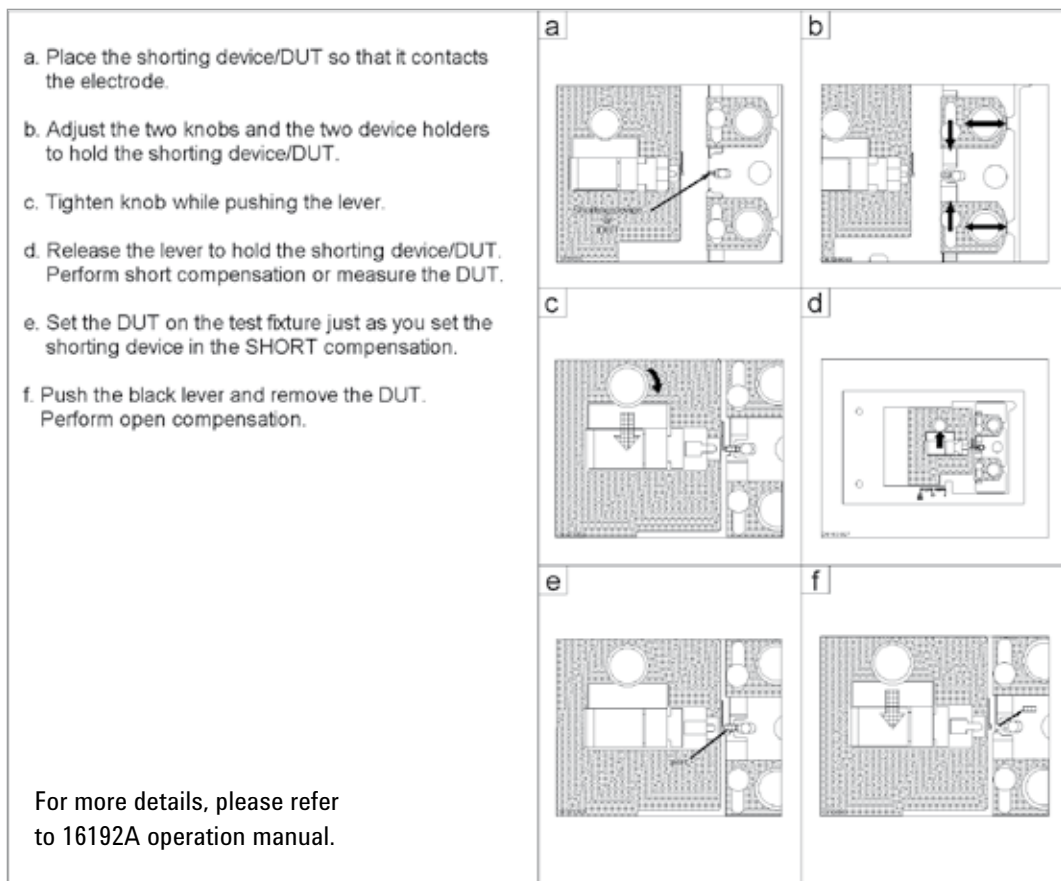 a. Place the shorting device/DUT so that it contacts
the electrode.
b. Adjust the two knobs and the two device holders
to hold the shorting device/DUT.
c. Tighten knob while pushing the lever.
d. Release the lever to hold the shorting device/DUT.
Perform short compensation or measure the DUT.
e. Set the DUT on the test fixture just as you set the
shorting device in the SHORT compensation.
f. Push the black lever and remove the DUT.
Perform open compensation.
For more details, please refer
to 16192A operation manual.
a
b
c
d
e
f